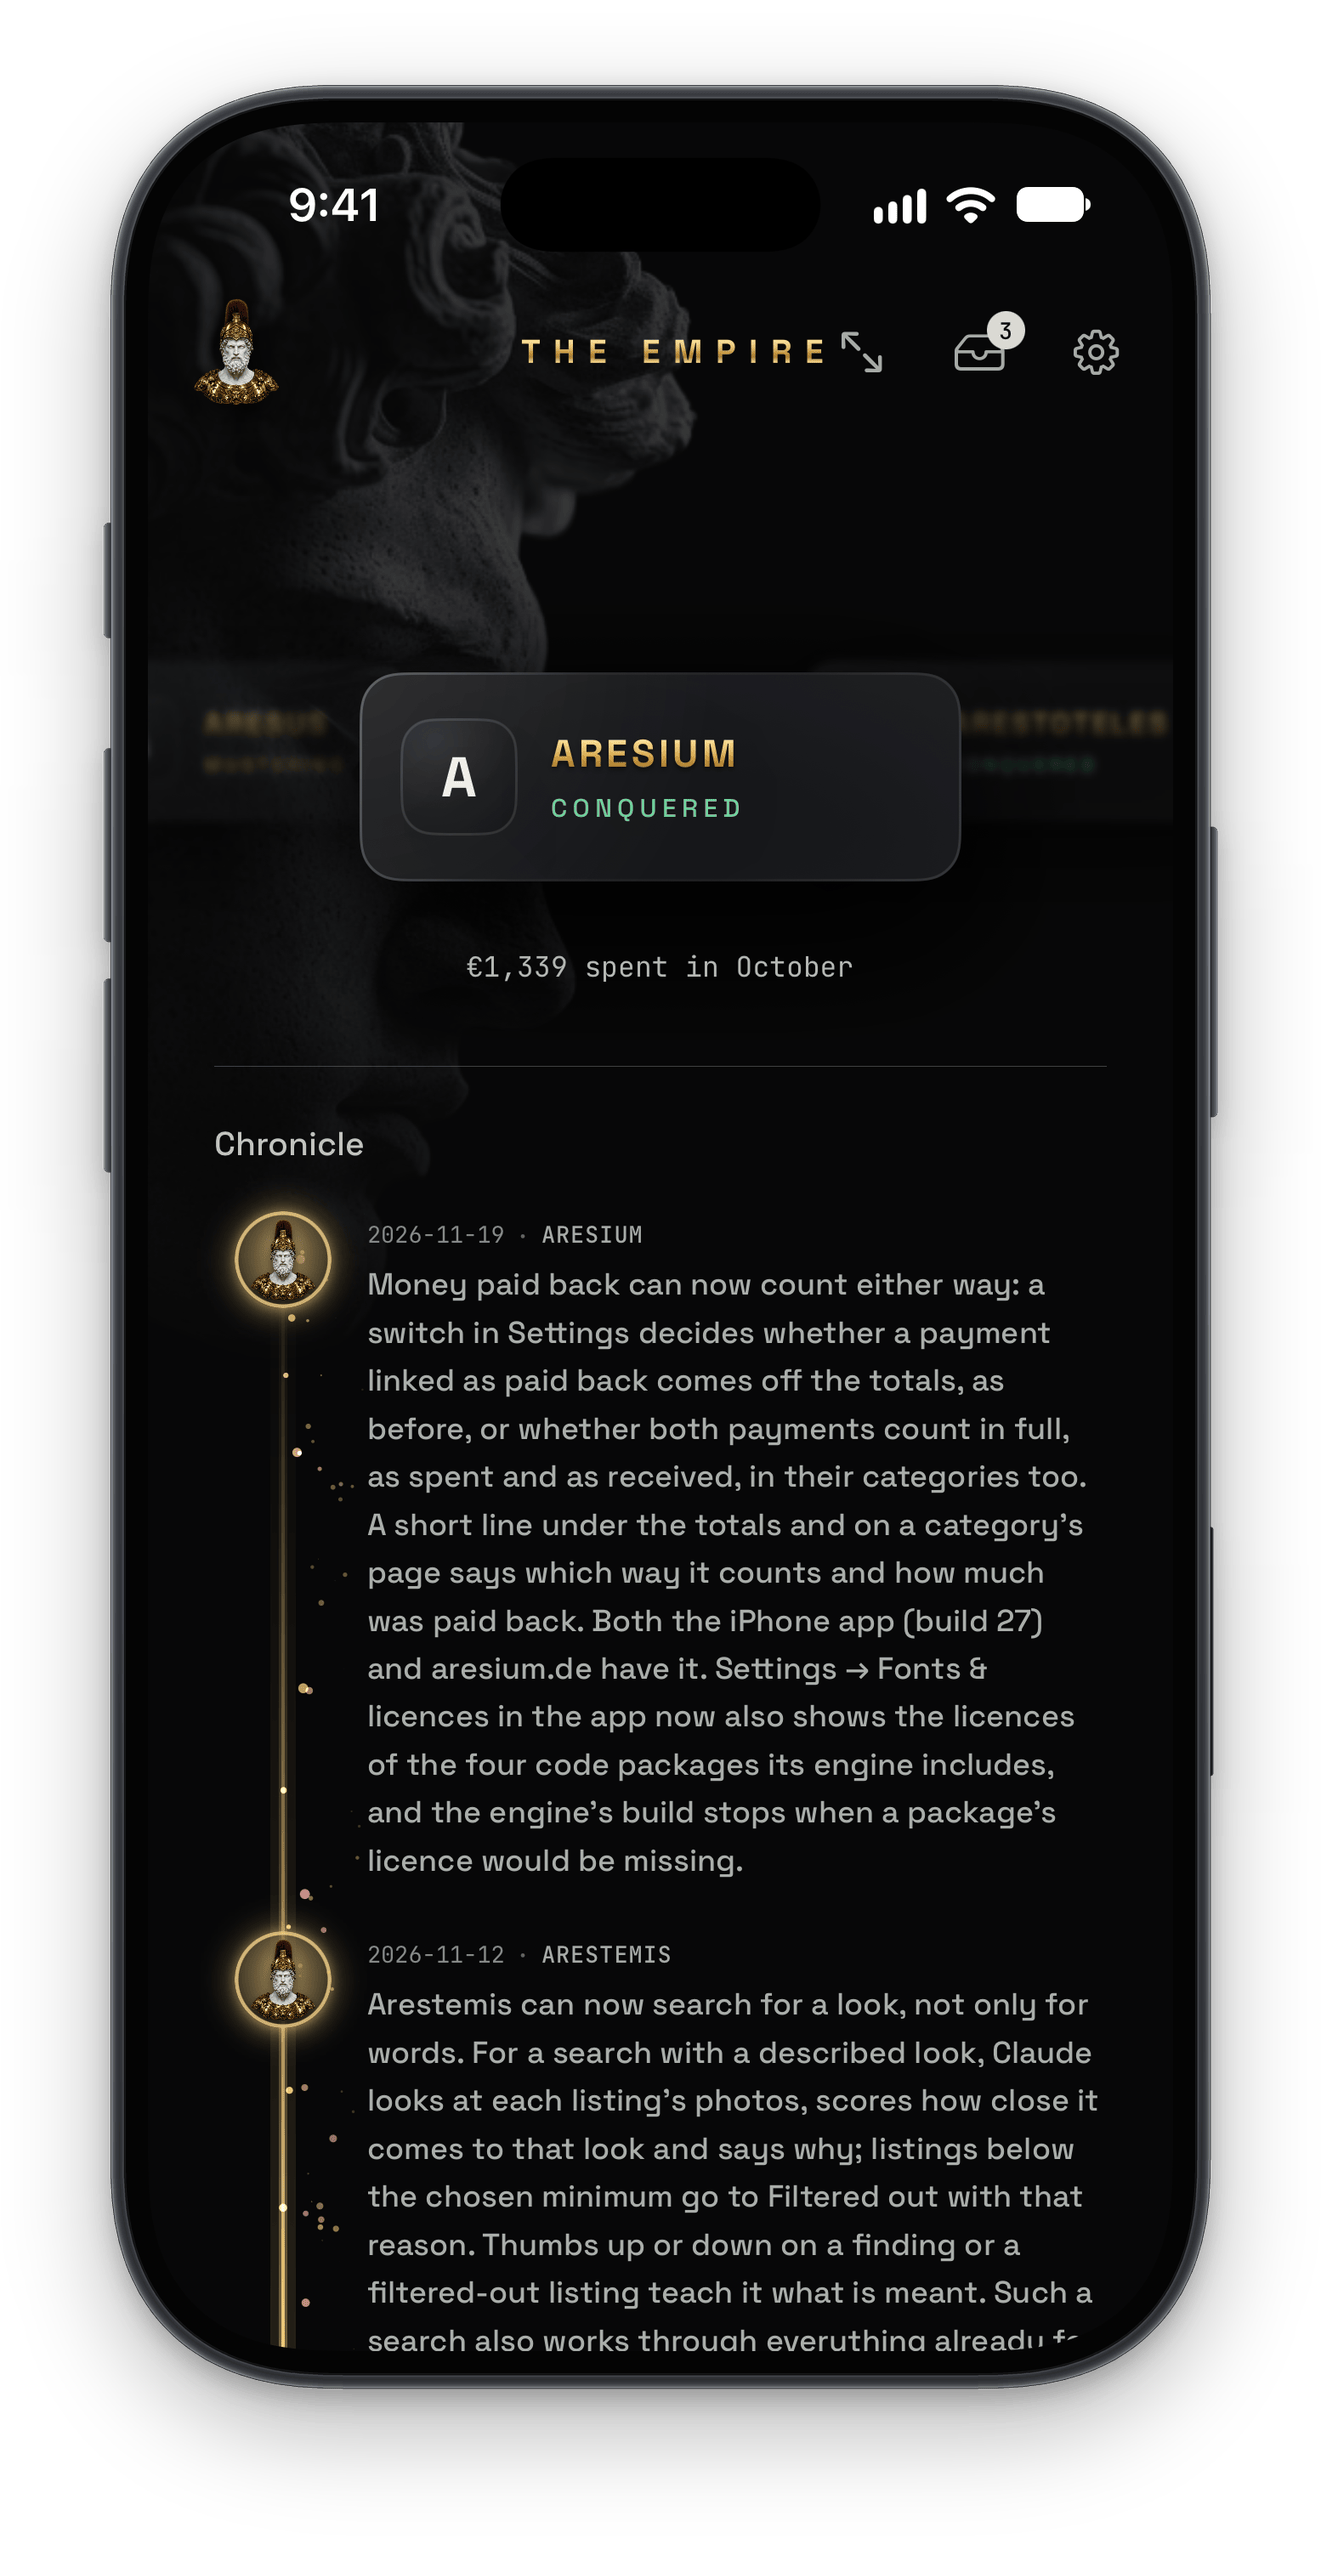 9:41
THE EMPIRE
3
ARESIUM
CONQUERED
A
ARESTOTELES
€1,339 spent in October
Chronicle
2026-11-19 · ARESIUM
Money paid back can now count either way: a
switch in Settings decides whether a payment
linked as paid back comes off the totals, as
before, or whether both payments count in full,
as spent and as received, in their categories too.
A short line under the totals and on a category’s
page says which way it counts and how much
was paid back. Both the iPhone app (build 27)
and aresium.de have it. Settings → Fonts &
licences in the app now also shows the licences
of the four code packages its engine includes,
and the engine’s build stops when a package’s
licence would be missing.
2026-11-12 · ARESTEMIS
Arestemis can now search for a look, not only for
words. For a search with a described look, Claude
looks at each listing’s photos, scores how close it
comes to that look and says why; listings below
the chosen minimum go to Filtered out with that
reason. Thumbs up or down on a finding or a
filtered-out listing teach it what is meant. Such a
search also works through everything already